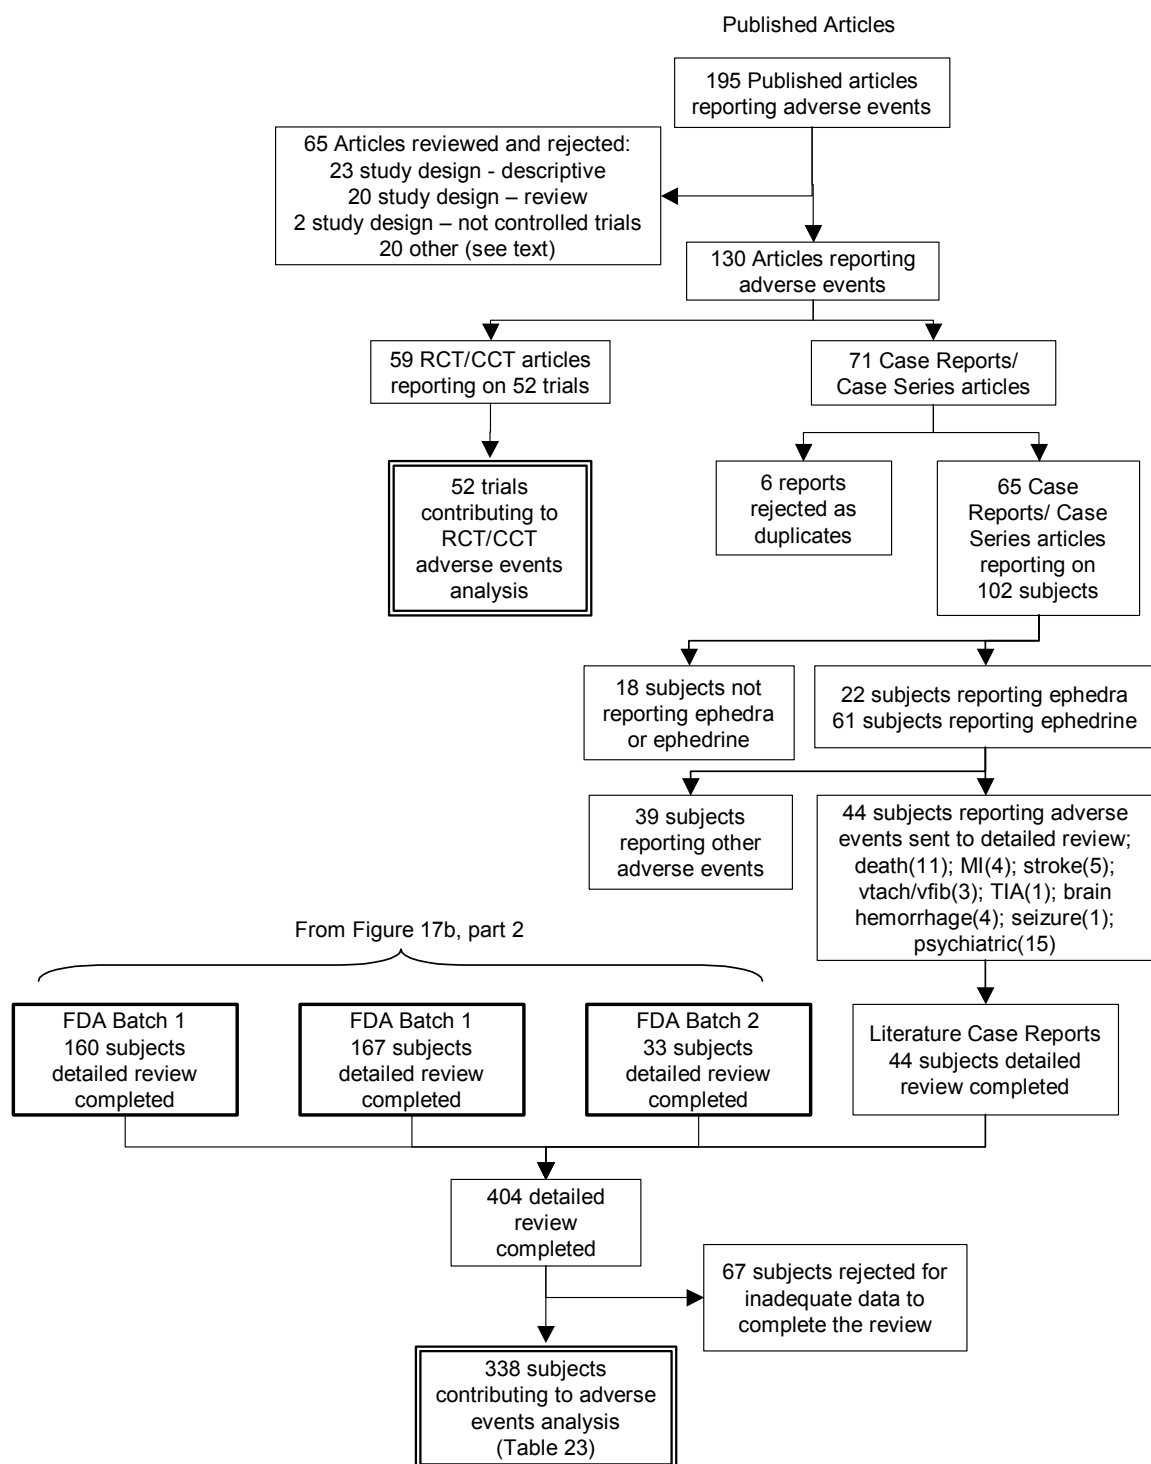 Published Articles
195 Published articles
reporting adverse events
65 Articles reviewed and rejected:
23 study design - descriptive
20 study design – review
2 study design – not controlled trials
20 other (see text)
130 Articles reporting
adverse events
59 RCT/CCT articles
reporting on 52 trials
71 Case Reports/
Case Series articles
52 trials
contributing to
RCT/CCT
adverse events
analysis
6 reports
rejected as
duplicates
65 Case
Reports/ Case
Series articles
reporting on
102 subjects
18 subjects not
reporting ephedra
or ephedrine
22 subjects reporting ephedra
61 subjects reporting ephedrine
39 subjects
reporting other
adverse events
44 subjects reporting adverse
events sent to detailed review;
death(11); MI(4); stroke(5);
vtach/vfib(3); TIA(1); brain
hemorrhage(4); seizure(1);
psychiatric(15)
From Figure 17b, part 2
FDA Batch 1
160 subjects
detailed review
completed
FDA Batch 1
167 subjects
detailed review
completed
FDA Batch 2
33 subjects
detailed review
completed
Literature Case Reports
44 subjects detailed
review completed
404 detailed
review
completed
67 subjects rejected for
inadequate data to
complete the review
338 subjects
contributing to adverse
events analysis
(Table 23)